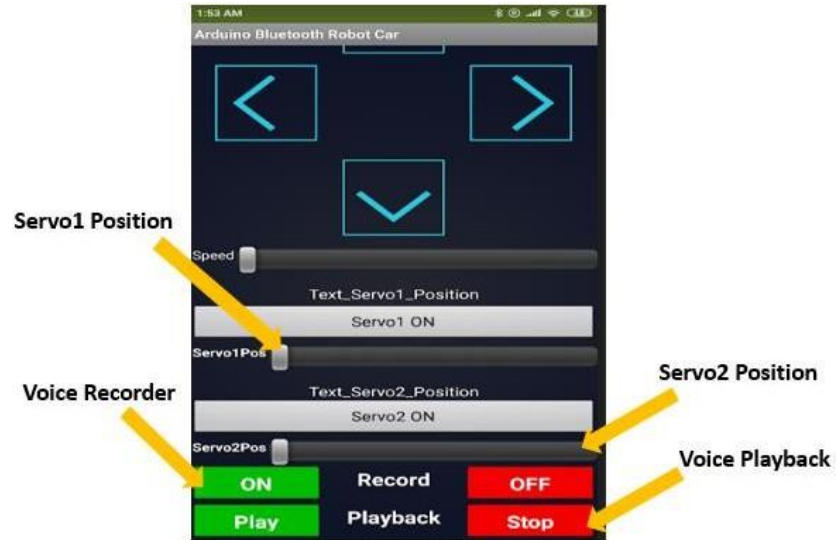 1:53 AM
Arduino Bluetooth Robot Car
Servo1 Position
Speed
Text_Servo1_Position
Servo1 ON
Servo1Pos
Voice Recorder
Text_Servo2_Position
Servo2 Position
Servo2 ON
Servo2Pos
Voice Playback
ON Record OFF
Play Playback Stop